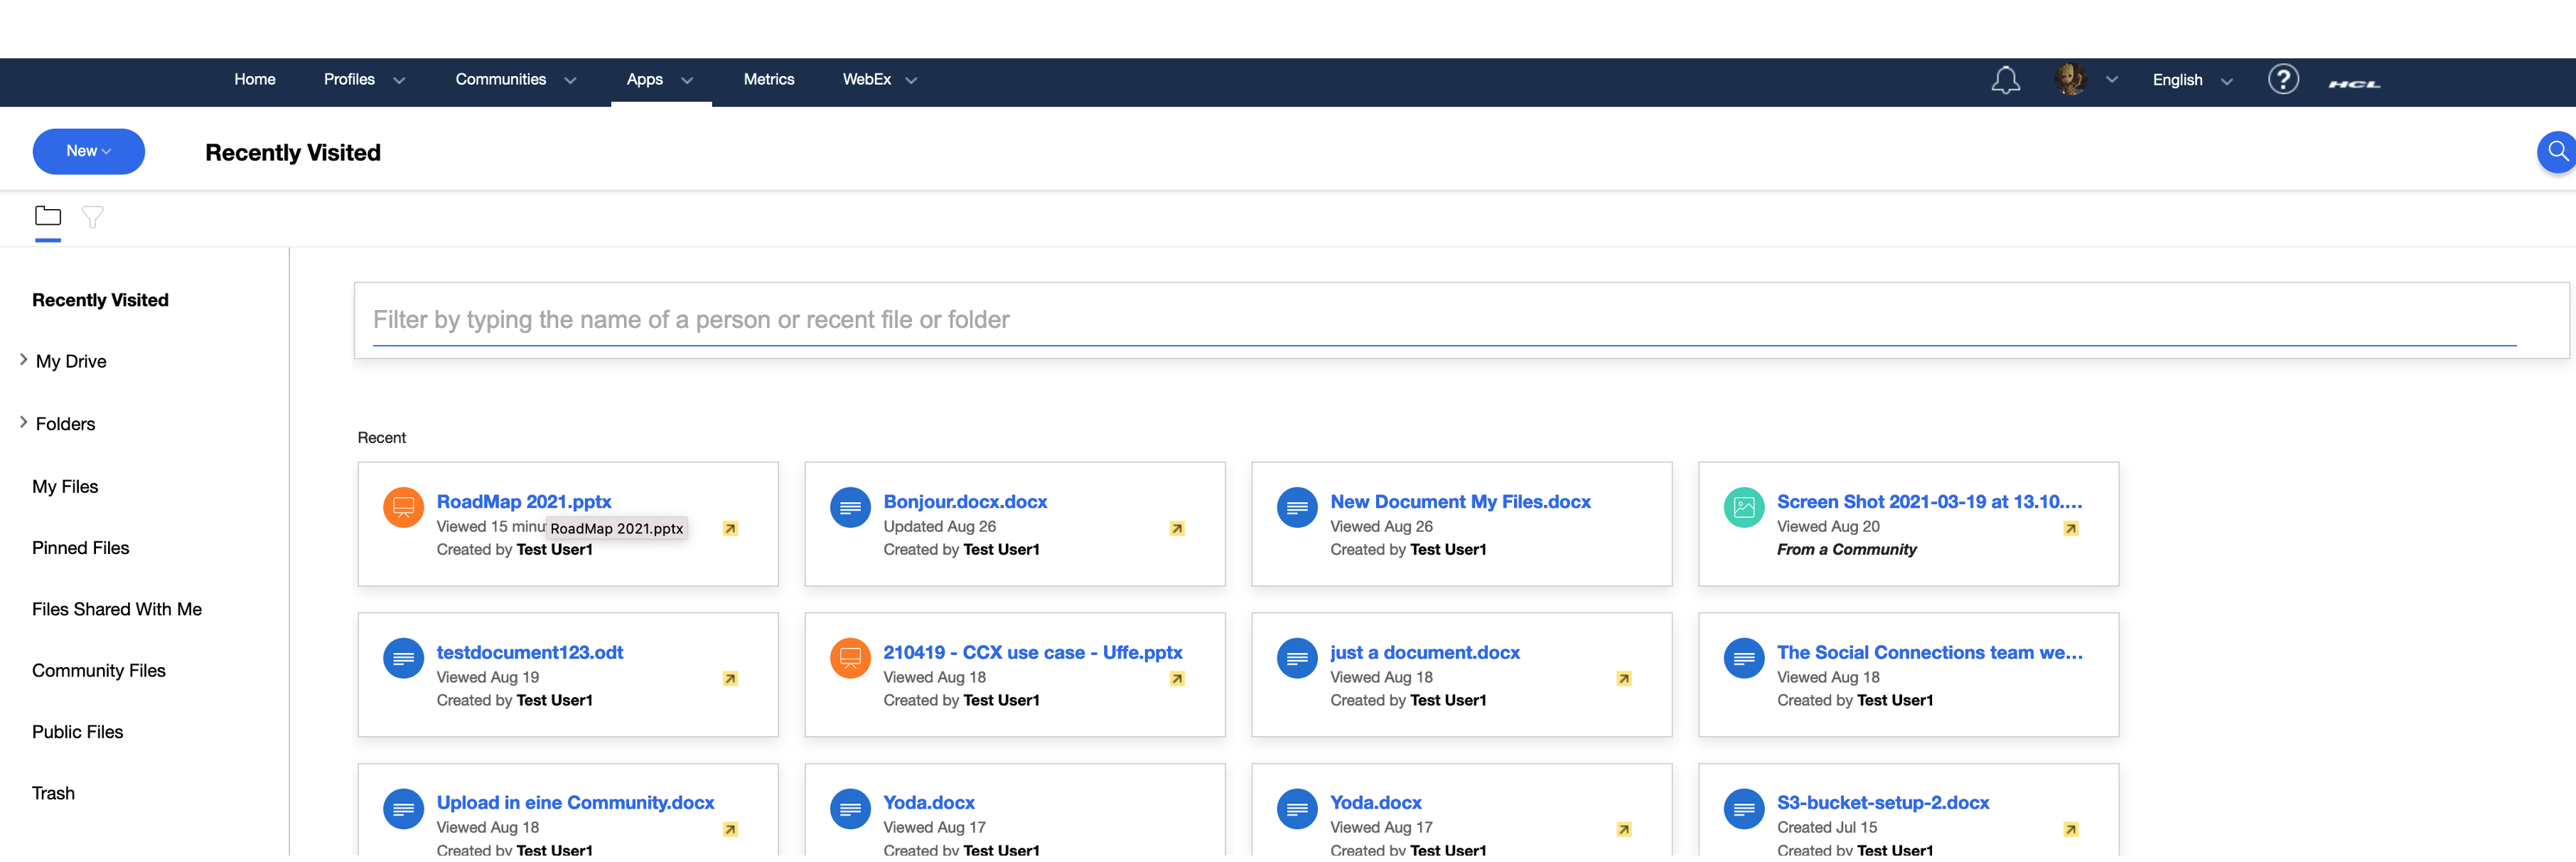 Home Profiles Communities Apps Metrics WebEx English ? HCL
New Recently Visited
Recently Visited
My Drive
Folders
My Files
Pinned Files
Files Shared With Me
Community Files
Public Files
Trash
Filter by typing the name of a person or recent file or folder
Recent
RoadMap 2021.pptx
Viewed 15 minu
RoadMap 2021.pptx
Created by Test User1
Bonjour.docx.docx
Updated Aug 26
Created by Test User1
New Document My Files.docx
Viewed Aug 26
Created by Test User1
Screen Shot 2021-03-19 at 13.10....
Viewed Aug 20
From a Community
testdocument123.odt
Viewed Aug 19
Created by Test User1
210419 - CCX use case - Uffe.pptx
Viewed Aug 18
Created by Test User1
just a document.docx
Viewed Aug 18
Created by Test User1
The Social Connections team we...
Viewed Aug 18
Created by Test User1
Upload in eine Community.docx
Viewed Aug 18
Created by Test User1
Yoda.docx
Viewed Aug 17
Created by Test User1
Yoda.docx
Viewed Aug 17
Created by Test User1
S3-bucket-setup-2.docx
Created Jul 15
Created by Test User1